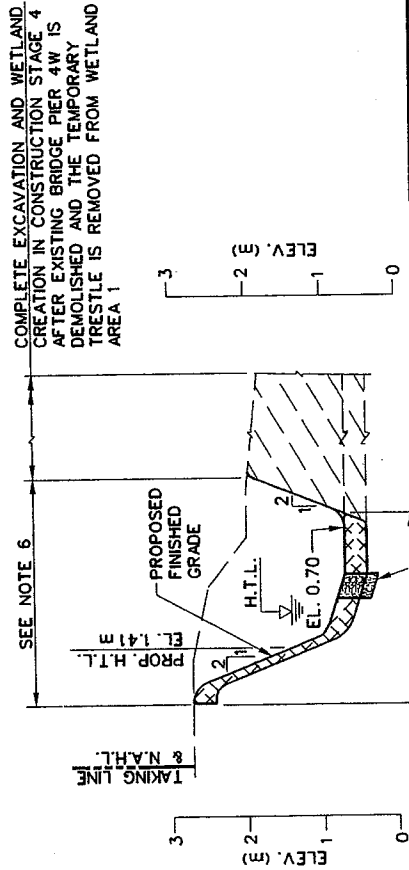 COMPLETE EXCAVATION AND WETLAND
CREATION IN CONSTRUCTION STAGE 4
AFTER EXISTING BRIDGE PIER 4W IS
DEMOLISHED AND THE TEMPORARY
TRESTLE IS REMOVED FROM WETLAND
AREA 1
SEE NOTE 6
TAKING LINE
& N.A.H.L.
PROP. H.T.L.
EL. 1.41 m
PROPOSED
FINISHED
GRADE
H.T.L.
EL. 0.70
2
1
2
1
ELEV. (m)
3
2
1
0
ELEV. (m)
3
2
1
0